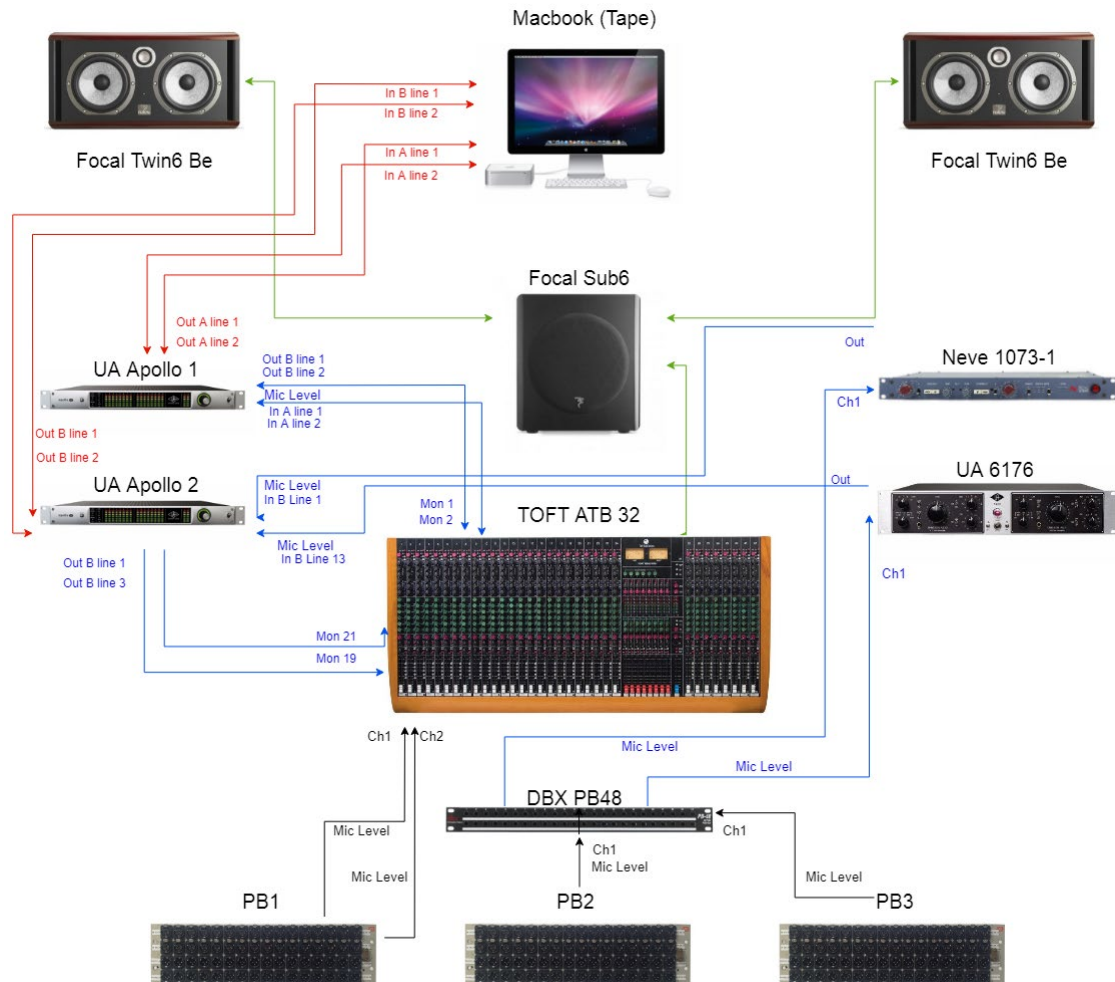 Macbook (Tape)
In B line 1
In B line 2
Focal Twin6 Be
Focal Twin6 Be
In A line 1
In A line 2
Focal Sub6
Out A line 1
Out A line 2
Out
UA Apollo 1
Out B line 1
Out B line 2
Neve 1073-1
Mic Level
In A line 1
In A line 2
Ch1
Out B line 1
Out B line 2
UA Apollo 2
Mic Level
In B Line 1
Out
UA 6176
Mon 1
Mon 2
TOFT ATB 32
Mic Level
In B Line 13
Out B line 1
Out B line 3
Ch1
Mon 21
Mon 19
Ch1
Ch2
Mic Level
Mic Level
DBX PB48
Mic Level
Ch1
Mic Level
Ch1
Mic Level
Mic Level
PB1
PB2
PB3